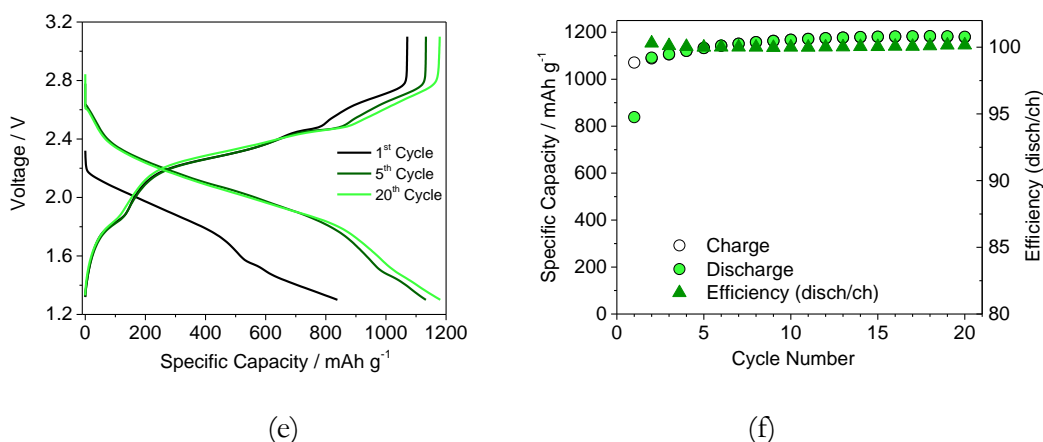 (e)
3.2
2.8
2.4
2.0
1.6
1.2
Voltage / V
1st Cycle
5th Cycle
20th Cycle
0 200 400 600 800 1000 1200
Specific Capacity / mAh g-1
(e)
(f)
1200
1000
800
600
400
200
0
Specific Capacity / mAh g-1
Charge
Discharge
Efficiency (disch/ch)
100
95
90
85
80
Efficiency (disch/ch)
0 5 10 15 20
Cycle Number
(f)